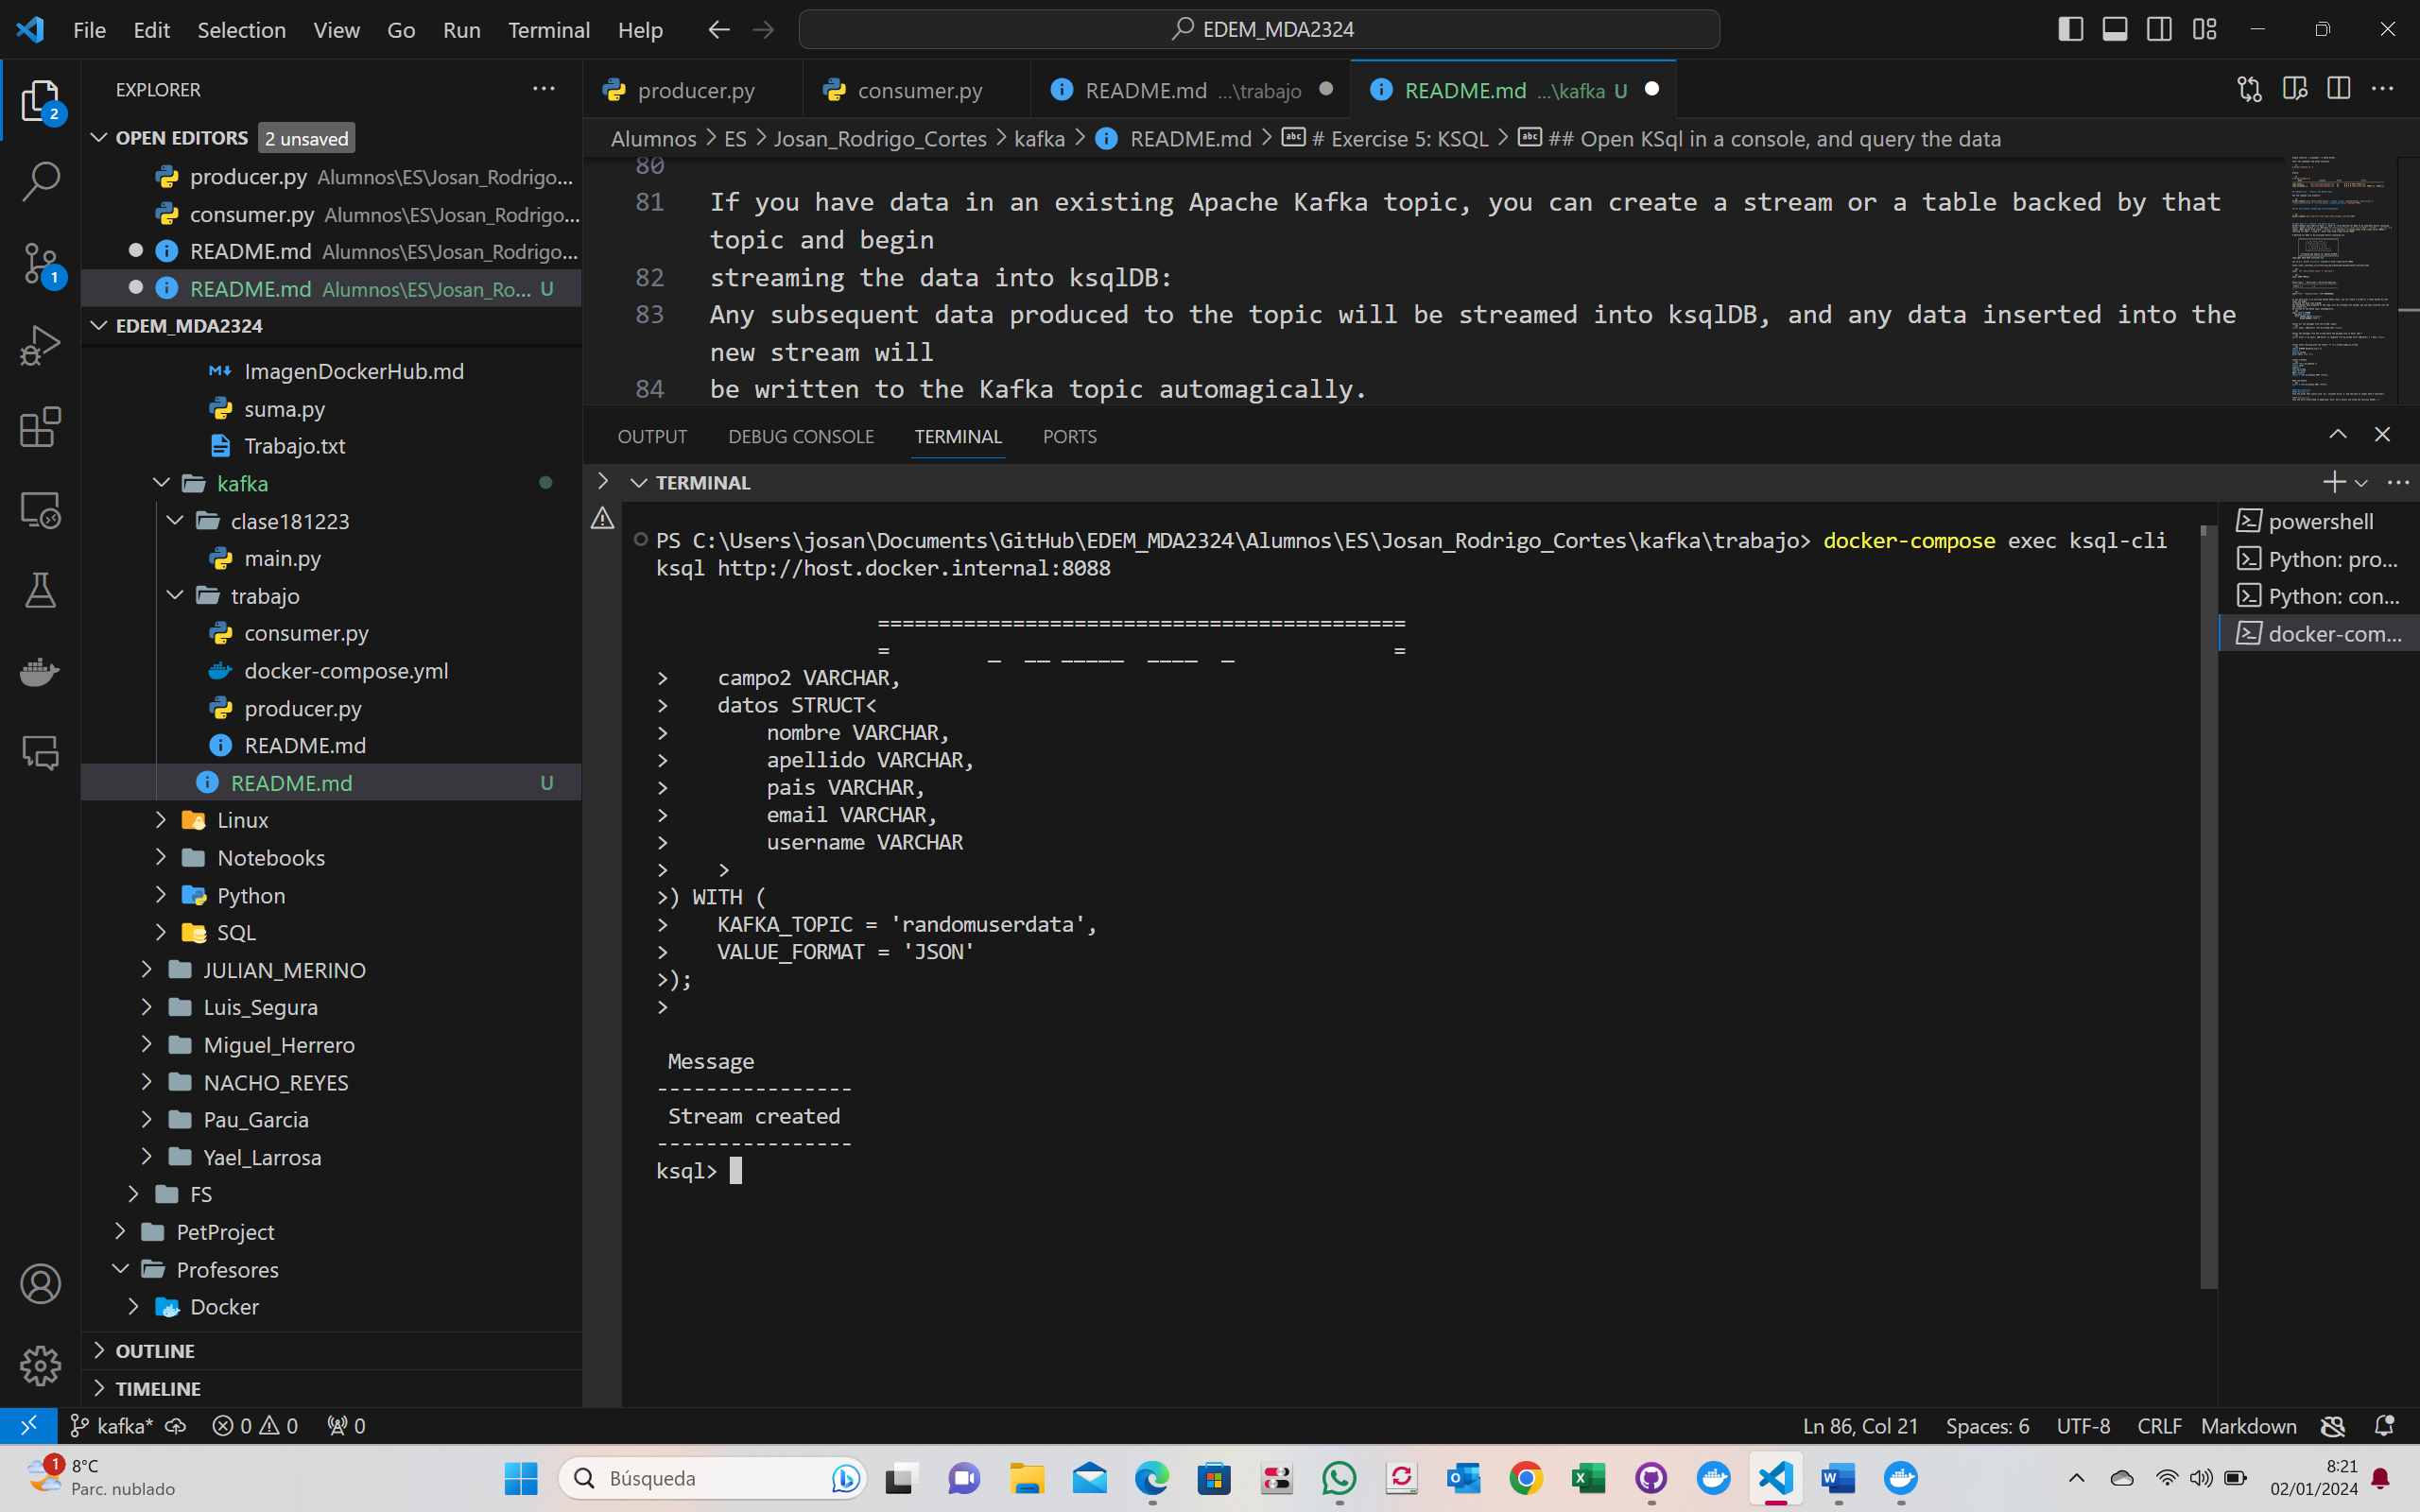 File Edit Selection View Go Run Terminal Help
EDEM_MDA2324
EXPLORER
OPEN EDITORS 2 unsaved
producer.py Alumnos\ES\Josan_Rodrigo...
consumer.py Alumnos\ES\Josan_Rodrigo...
README.md Alumnos\ES\Josan_Rodrigo...
README.md Alumnos\ES\Josan_Ro... U
EDEM_MDA2324
ImagenDockerHub.md
suma.py
Trabajo.txt
kafka
clase181223
main.py
trabajo
consumer.py
docker-compose.yml
producer.py
README.md
README.md U
Linux
Notebooks
Python
SQL
JULIAN_MERINO
Luis_Segura
Miguel_Herrero
NACHO_REYES
Pau_Garcia
Yael_Larrosa
FS
PetProject
Profesores
Docker
OUTLINE
TIMELINE
2
1
producer.py consumer.py README.md ...\trabajo README.md ...\kafka U
Alumnos > ES > Josan_Rodrigo_Cortes > kafka > README.md > # Exercise 5: KSQL > ## Open KSql in a console, and query the data
80
81 If you have data in an existing Apache Kafka topic, you can create a stream or a table backed by that
topic and begin
82 streaming the data into ksqlDB:
83 Any subsequent data produced to the topic will be streamed into ksqlDB, and any data inserted into the
new stream will
84 be written to the Kafka topic automagically.
OUTPUT DEBUG CONSOLE TERMINAL PORTS
TERMINAL
PS C:\Users\josan\Documents\GitHub\EDEM_MDA2324\Alumnos\ES\Josan_Rodrigo_Cortes\kafka\trabajo> docker-compose exec ksql-cli
ksql http://host.docker.internal:8088
===========================================
=        _  __ _____  ____  _             =
>    campo2 VARCHAR,
>    datos STRUCT<
>        nombre VARCHAR,
>        apellido VARCHAR,
>        pais VARCHAR,
>        email VARCHAR,
>        username VARCHAR
>    >
>) WITH (
>    KAFKA_TOPIC = 'randomuserdata',
>    VALUE_FORMAT = 'JSON'
>);
>
Message
----------------
Stream created
----------------
ksql>
powershell
Python: pro...
Python: con...
docker-com...
kafka* 0 0 0
Ln 86, Col 21 Spaces: 6 UTF-8 CRLF Markdown
1
8°C
Parc. nublado
Búsqueda
8:21
02/01/2024